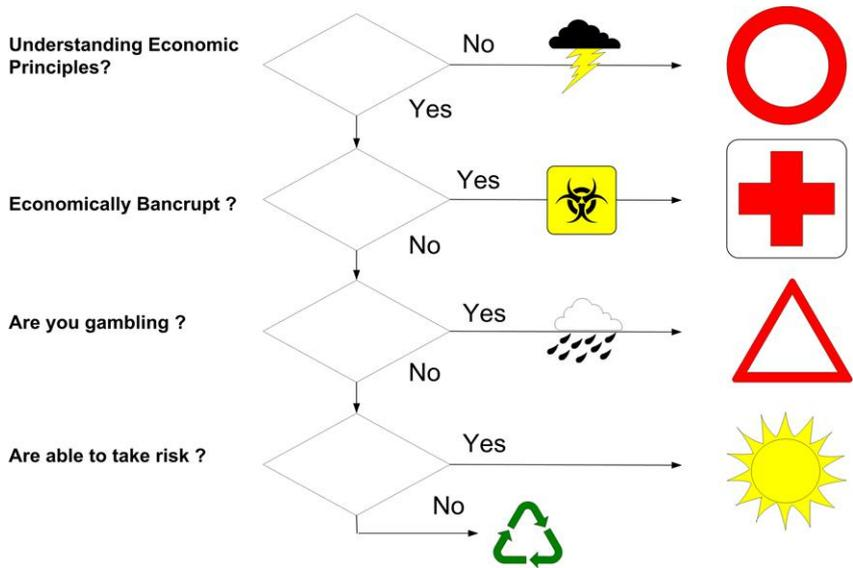 Understanding Economic
Principles?
No
Yes
Economically Bancrupt ?
Yes
No
Are you gambling ?
Yes
No
Are able to take risk ?
Yes
No